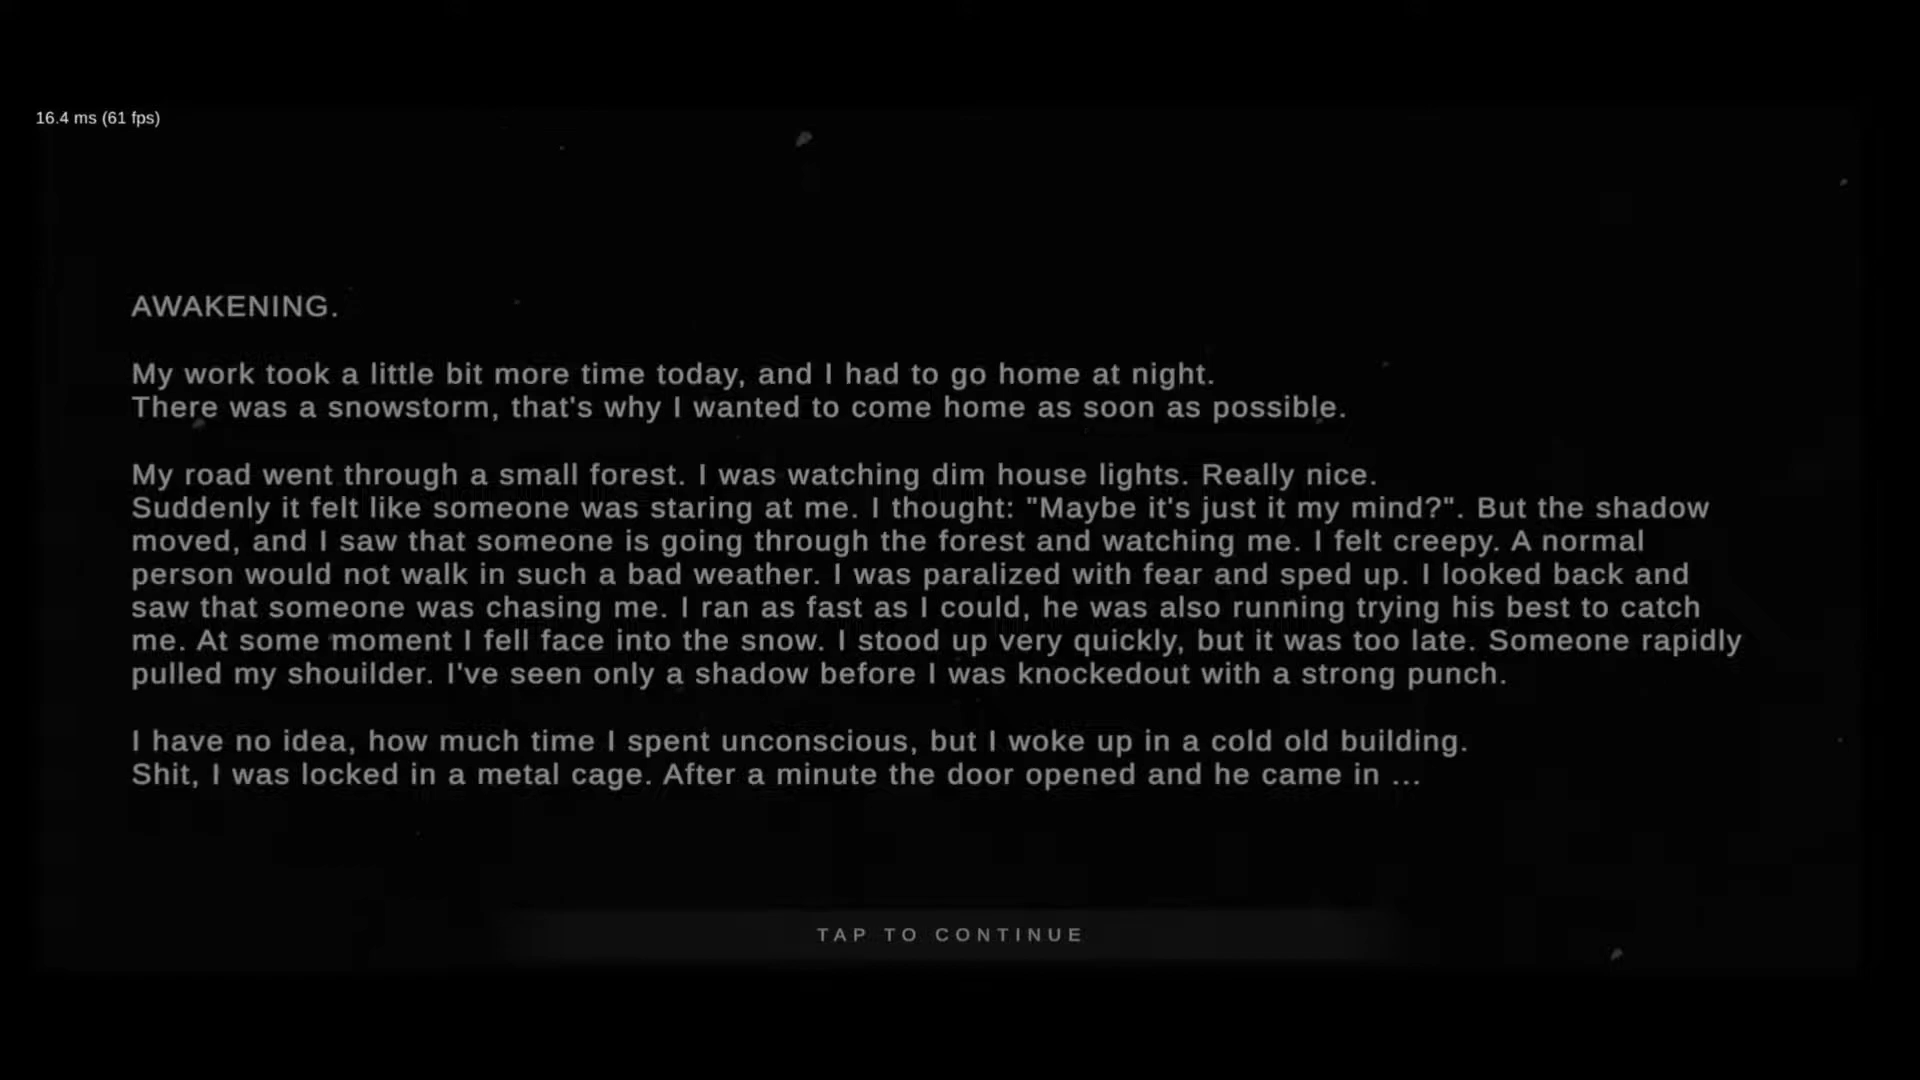 16.4 ms (61 fps)
AWAKENING.
My work took a little bit more time today, and I had to go home at night.
There was a snowstorm, that's why I wanted to come home as soon as possible.
My road went through a small forest. I was watching dim house lights. Really nice.
Suddenly it felt like someone was staring at me. I thought: "Maybe it's just it my mind?". But the shadow
moved, and I saw that someone is going through the forest and watching me. I felt creepy. A normal
person would not walk in such a bad weather. I was paralized with fear and sped up. I looked back and
saw that someone was chasing me. I ran as fast as I could, he was also running trying his best to catch
me. At some moment I fell face into the snow. I stood up very quickly, but it was too late. Someone rapidly
pulled my shouilder. I've seen only a shadow before I was knockedout with a strong punch.
I have no idea, how much time I spent unconscious, but I woke up in a cold old building.
Shit, I was locked in a metal cage. After a minute the door opened and he came in ...
TAP TO CONTINUE